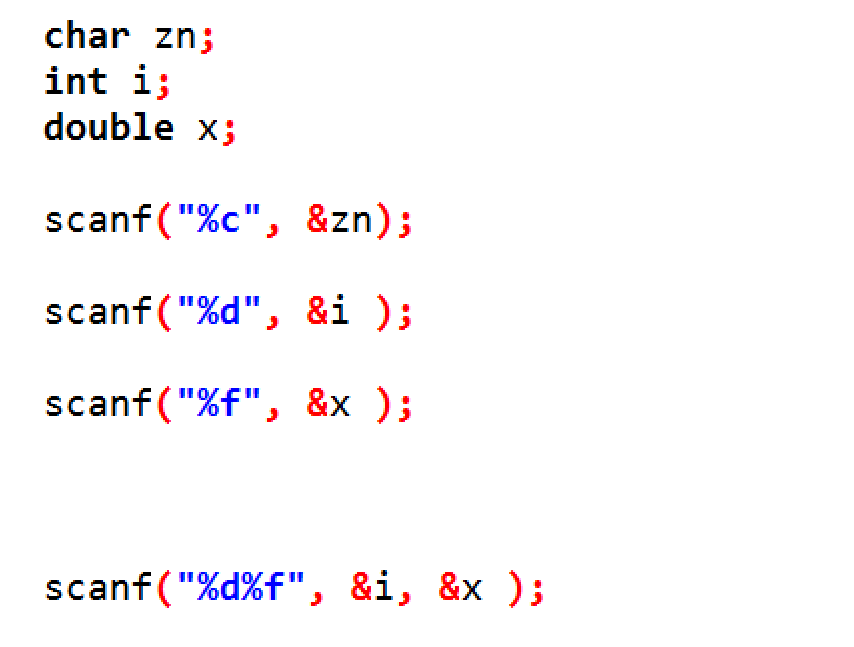 char zn;
int i;
double x;
scanf("%c", &zn);
scanf("%d", &i );
scanf("%f", &x );
scanf("%d%f", &i, &x );